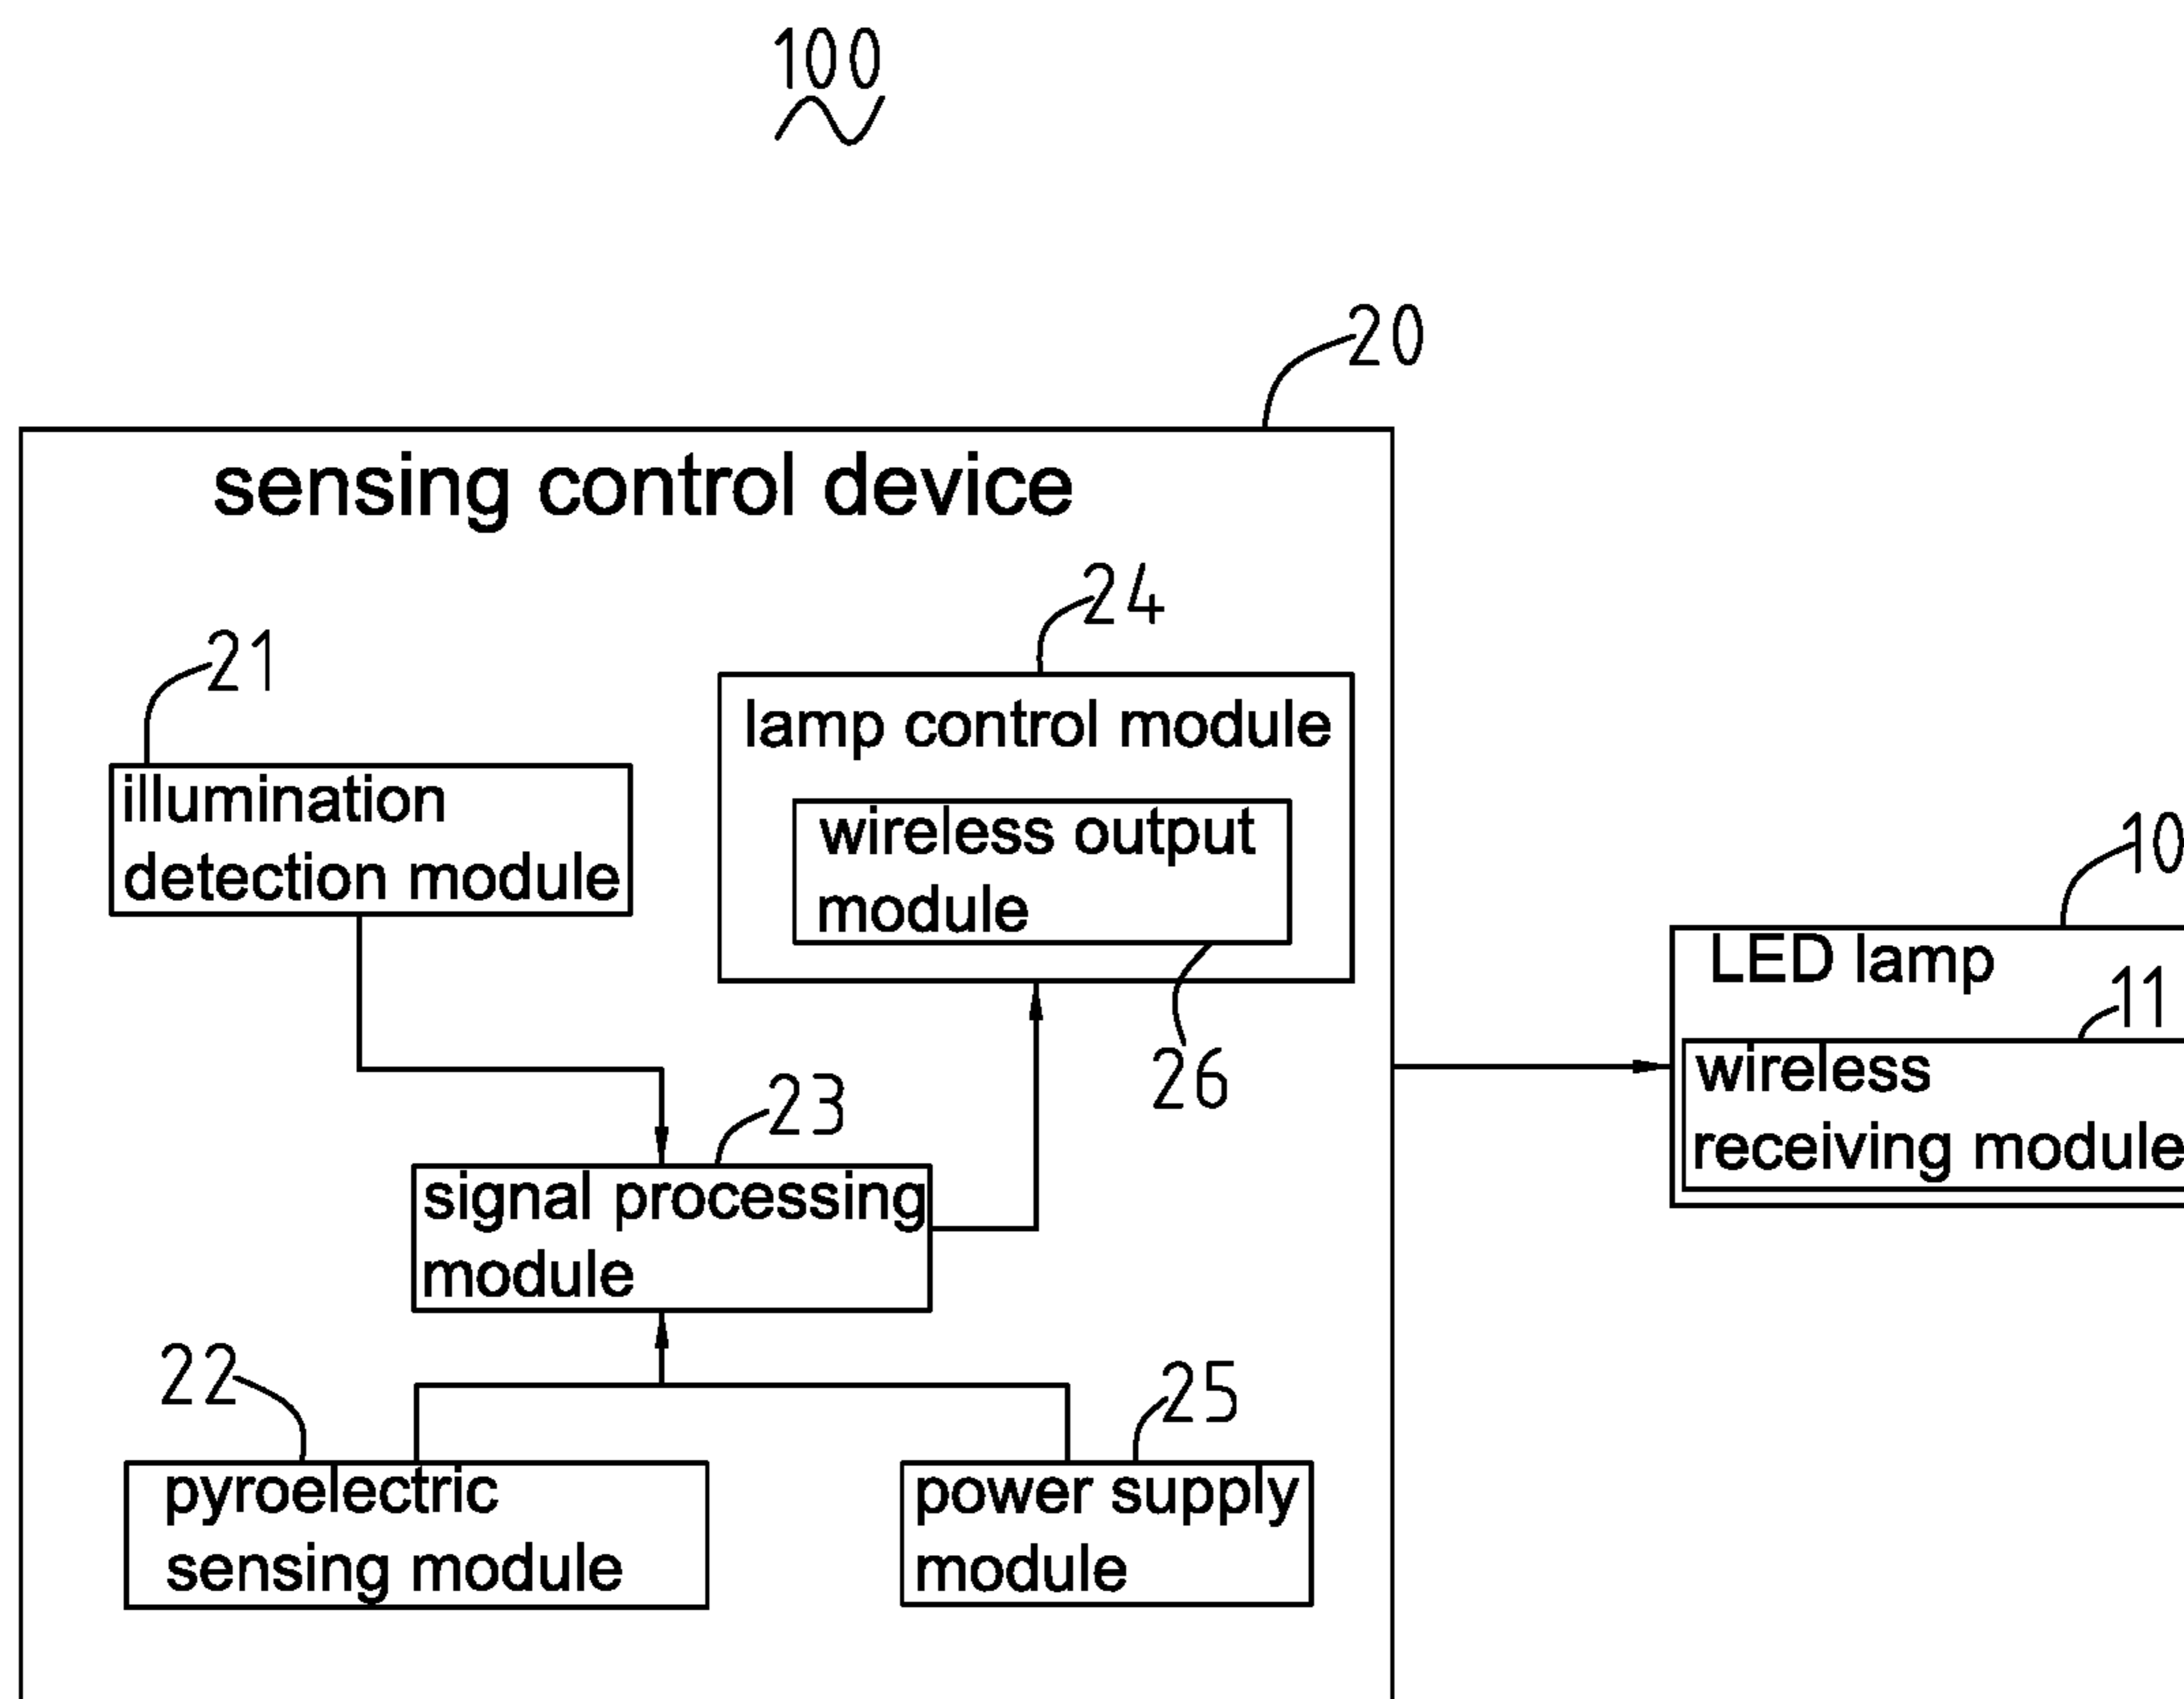 100
20
sensing control device
24
21
lamp control module
illumination
detection module
wireless output
module
10
LED lamp
11
26
wireless
receiving module
23
signal processing
module
22
25
pyroelectric
sensing module
power supply
module